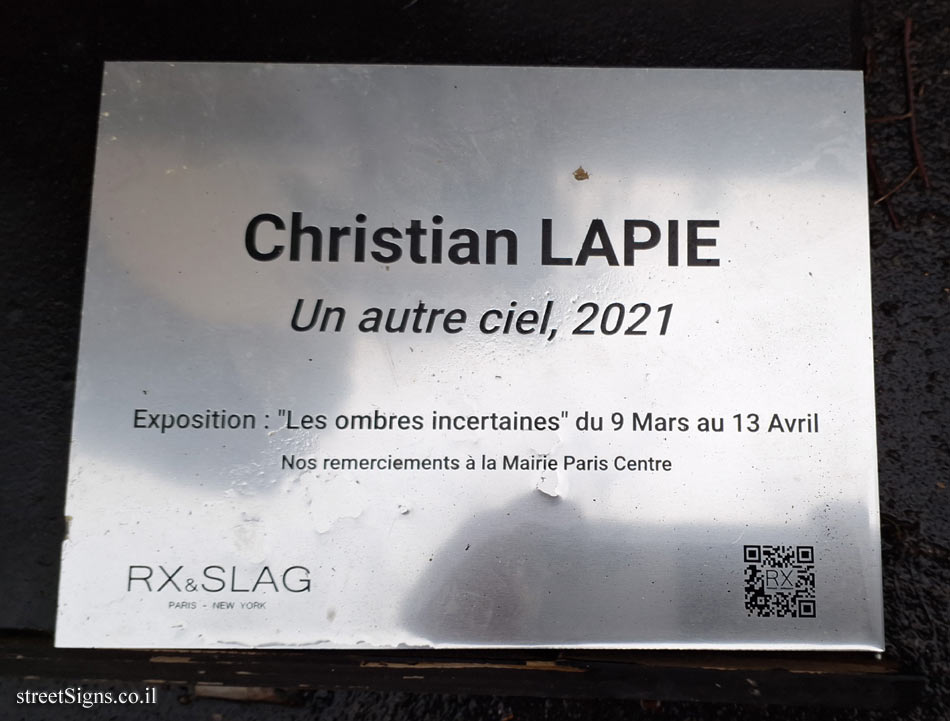 Christian LAPIE
Un autre ciel, 2021
Exposition : "Les ombres incertaines" du 9 Mars au 13 Avril
Nos remerciements à la Mairie Paris Centre
RX&SLAG
PARIS - NEW YORK
RX
streetSigns.co.il